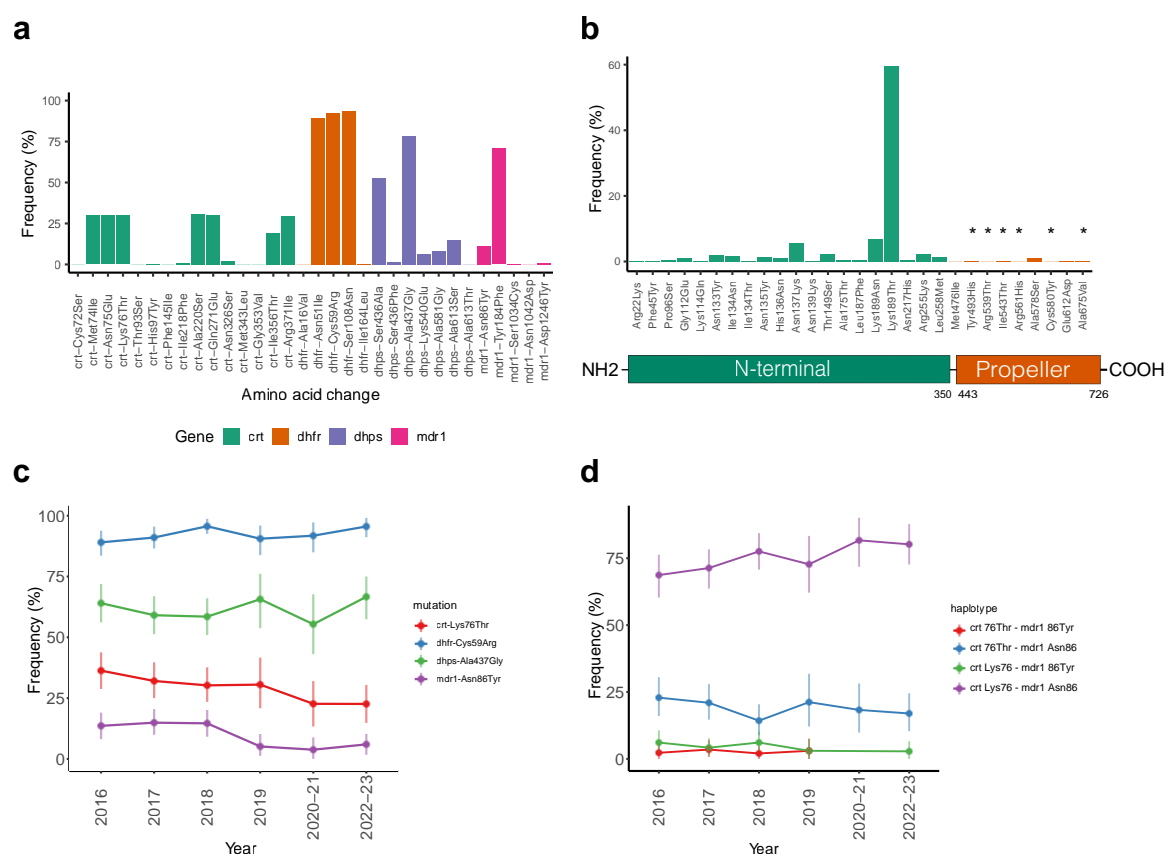 a
Frequency (%)
100
75
50
25
0
crt−Cys72Ser
crt−Met74Ile
crt−Asn75Glu
crt−Lys76Thr
crt−Thr93Ser
crt−His97Tyr
crt−Phe145Ile
crt−Ile218Phe
crt−Ala220Ser
crt−Gln271Glu
crt−Asn326Ser
crt−Met343Leu
crt−Gly353Val
crt−Ile356Thr
crt−Arg371Ile
dhfr−Ala16Val
dhfr−Asn51Ile
dhfr−Cys59Arg
dhfr−Ser108Asn
dhfr−Ile164Leu
dhps−Ser436Ala
dhps−Ser436Phe
dhps−Ala437Gly
dhps−Lys540Glu
dhps−Ala581Gly
dhps−Ala613Ser
dhps−Ala613Thr
mdr1−Asn86Tyr
mdr1−Tyr184Phe
mdr1−Ser1034Cys
mdr1−Asn1042Asp
mdr1−Asp1246Tyr
Amino acid change
Gene crt dhfr dhps mdr1
b
Frequency (%)
60
40
20
0
* * * * * *
Arg22Lys
Phe45Tyr
Pro96Ser
Gly112Glu
Lys114Gln
Asn133Tyr
Ile134Asn
Ile134Thr
Asn135Tyr
His136Asn
Asn137Lys
Asn139Lys
Thr149Ser
Ala175Thr
Leu187Phe
Lys189Asn
Lys189Thr
Asn217His
Arg255Lys
Leu258Met
Met476Ile
Tyr493His
Arg539Thr
Ile543Thr
Arg561His
Ala578Ser
Cys580Tyr
Glu612Asp
Ala675Val
NH2 N-terminal Propeller COOH
350 443 726
c
Frequency (%)
100
75
50
25
0
2016
2017
2018
2019
2020−21
2022−23
Year
mutation
crt-Lys76Thr
dhfr-Cys59Arg
dhps-Ala437Gly
mdr1-Asn86Tyr
d
Frequency (%)
75
50
25
0
2016
2017
2018
2019
2020−21
2022−23
Year
haplotype
crt 76Thr - mdr1 86Tyr
crt 76Thr - mdr1 Asn86
crt Lys76 - mdr1 86Tyr
crt Lys76 - mdr1 Asn86